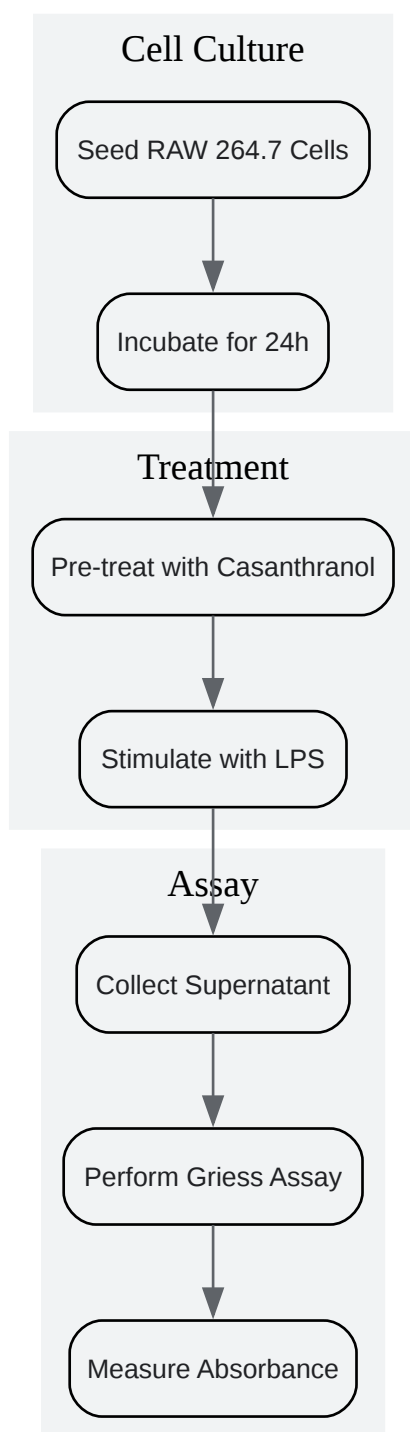 Cell Culture
Seed RAW 264.7 Cells
Incubate for 24h
Treatment
Pre-treat with Casanthranol
Stimulate with LPS
Assay
Collect Supernatant
Perform Griess Assay
Measure Absorbance